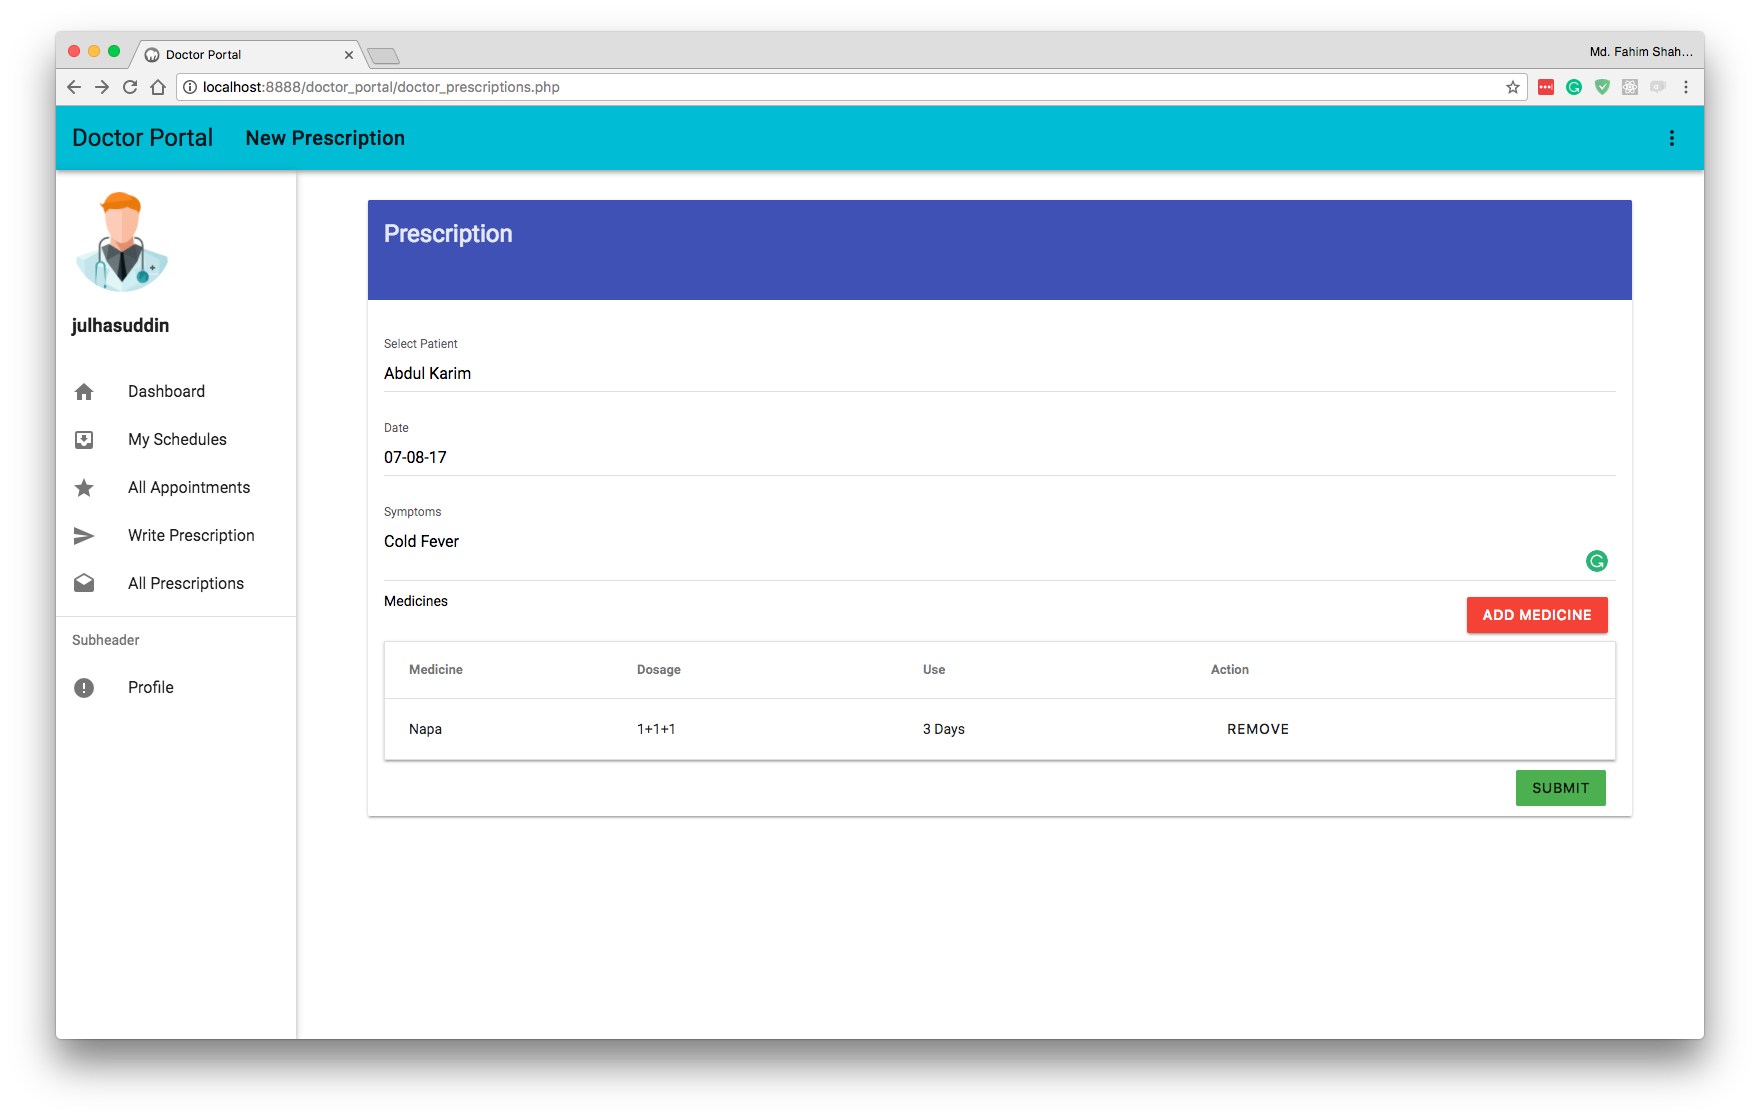 Doctor Portal
Md. Fahim Shah...
localhost:8888/doctor_portal/doctor_prescriptions.php
Doctor Portal
New Prescription
julhasuddin
Dashboard
My Schedules
All Appointments
Write Prescription
All Prescriptions
Subheader
Profile
Prescription
Select Patient
Abdul Karim
Date
07-08-17
Symptoms
Cold Fever
Medicines
ADD MEDICINE
Medicine Dosage Use Action
Napa 1+1+1 3 Days REMOVE
SUBMIT